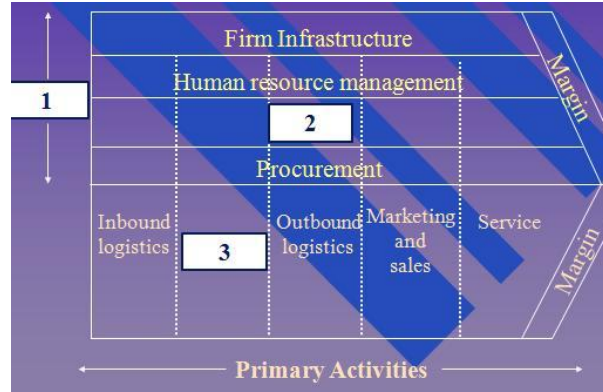 Firm Infrastructure
Human resource management
1
2
Procurement
Inbound
logistics
3
Outbound
logistics
Marketing
and
sales
Service
Margin
Margin
Primary Activities